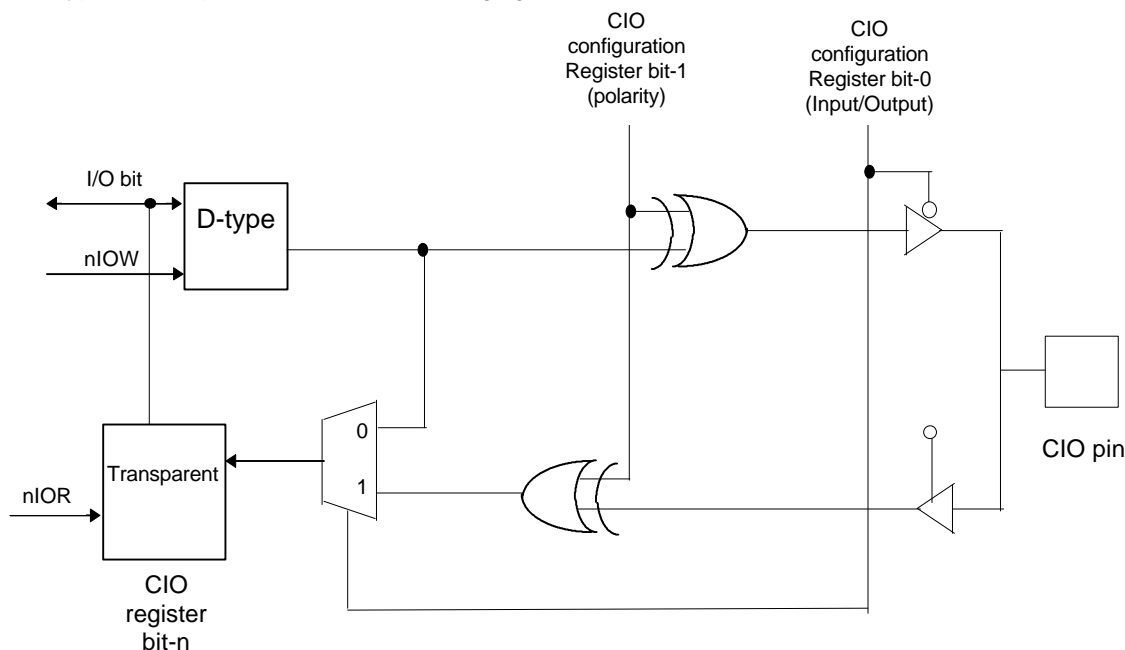 CIO
configuration
Register bit-1
(polarity)
CIO
configuration
Register bit-0
(Input/Output)
I/O bit
D-type
nIOW
0
1
Transparent
nIOR
CIO
register
bit-n
CIO pin